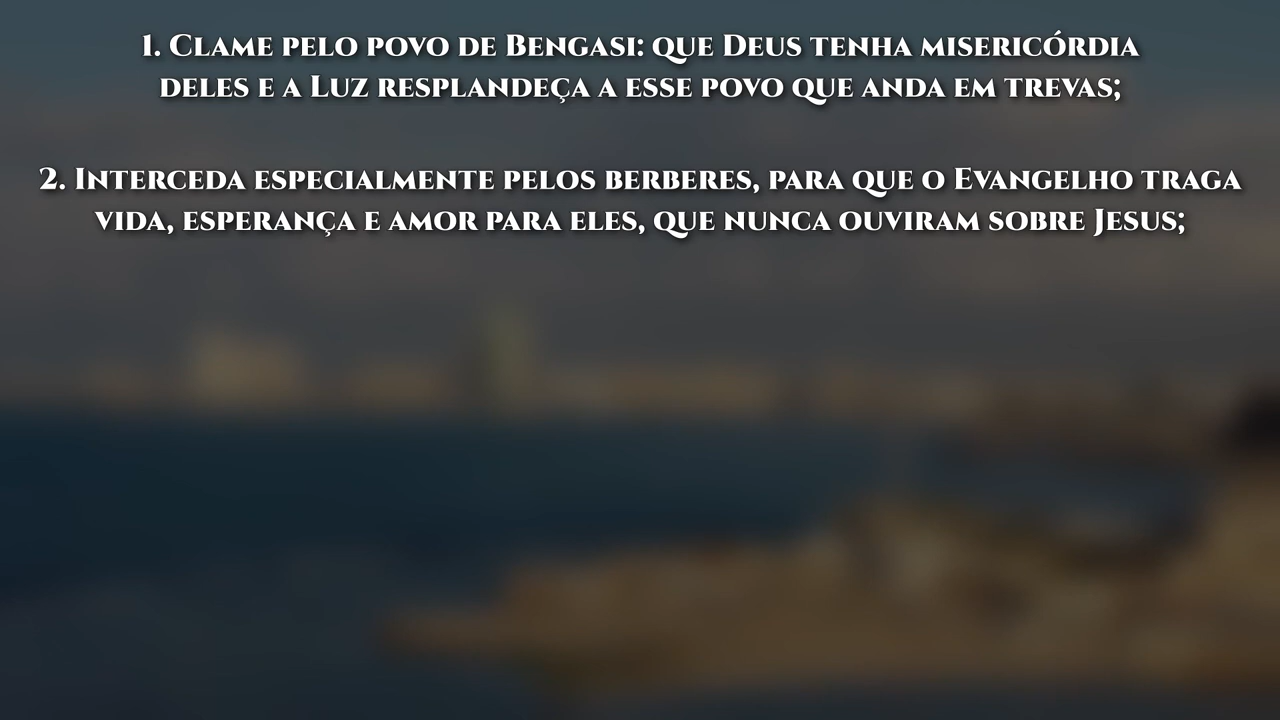 1. Clame pelo povo de Bengasi: que Deus tenha misericórdia
deles e a Luz resplandeça a esse povo que anda em trevas;
2. Interceda especialmente pelos berberes, para que o Evangelho traga
vida, esperança e amor para eles, que nunca ouviram sobre Jesus;